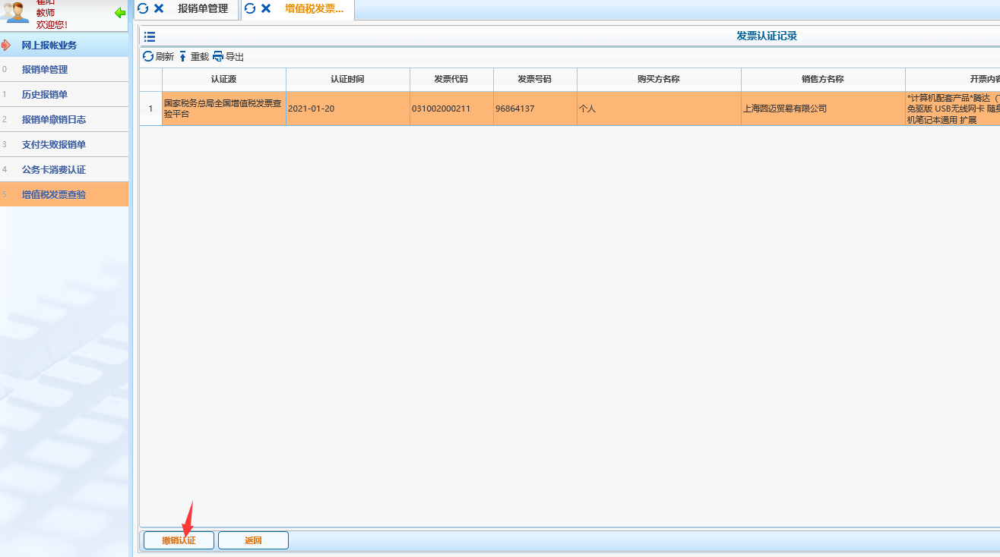 教师
欢迎您!
网上报帐业务
0 报销单管理
1 历史报销单
2 报销单撤销日志
3 支付失败报销单
4 公务卡消费认证
5 增值税发票查验
报销单管理 增值税发票...
发票认证记录
刷新 重载 导出
认证源 认证时间 发票代码 发票号码 购买方名称 销售方名称 开票内容
1 国家税务总局全国增值税发票查
验平台 2021-01-20 031002000211 96864137 个人 上海圆迈贸易有限公司 *计算机配套产品*腾达（
免驱版 USB无线网卡 随身
机笔记本通用 扩展
撤销认证 返回